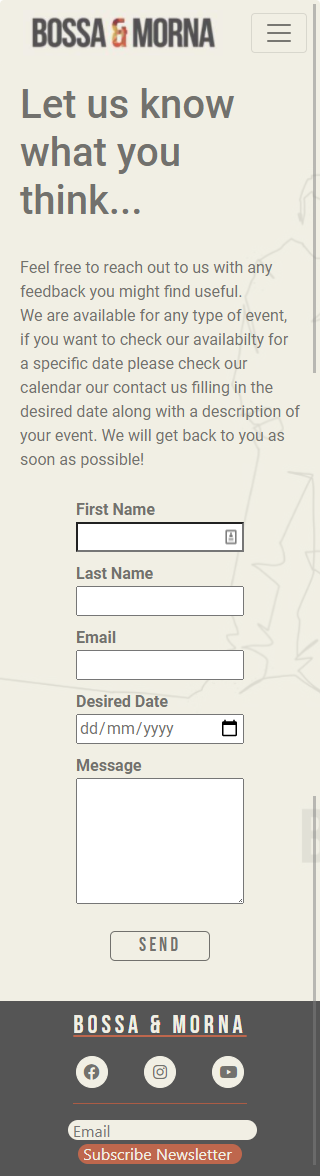 BOSSA & MORNA
Let us know
what you
think...
Feel free to reach out to us with any
feedback you might find useful.
We are available for any type of event,
if you want to check our availabilty for
a specific date please check our
calendar our contact us filling in the
desired date along with a description of
your event. We will get back to you as
soon as possible!
First Name
Last Name
Email
Desired Date
dd/mm/yyyy
Message
SEND
BOSSA & MORNA
Email
Subscribe Newsletter